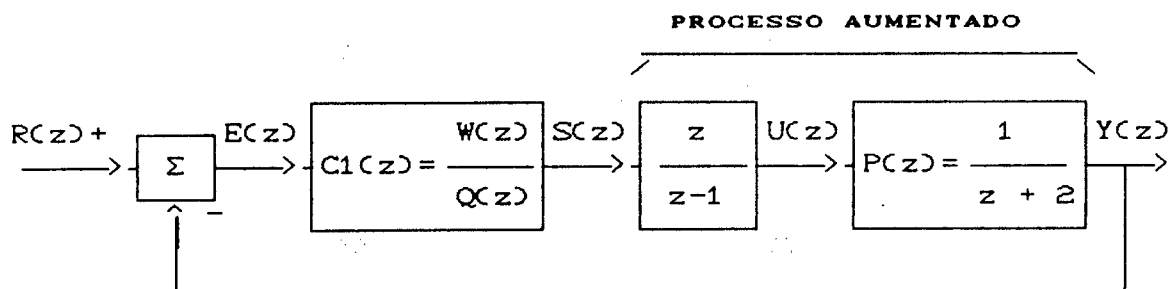 PROCESSO AUMENTADO
R(z) + Σ − E(z) C1(z) = W(z) / Q(z) S(z) z / z−1 U(z) P(z) = 1 / z + 2 Y(z)